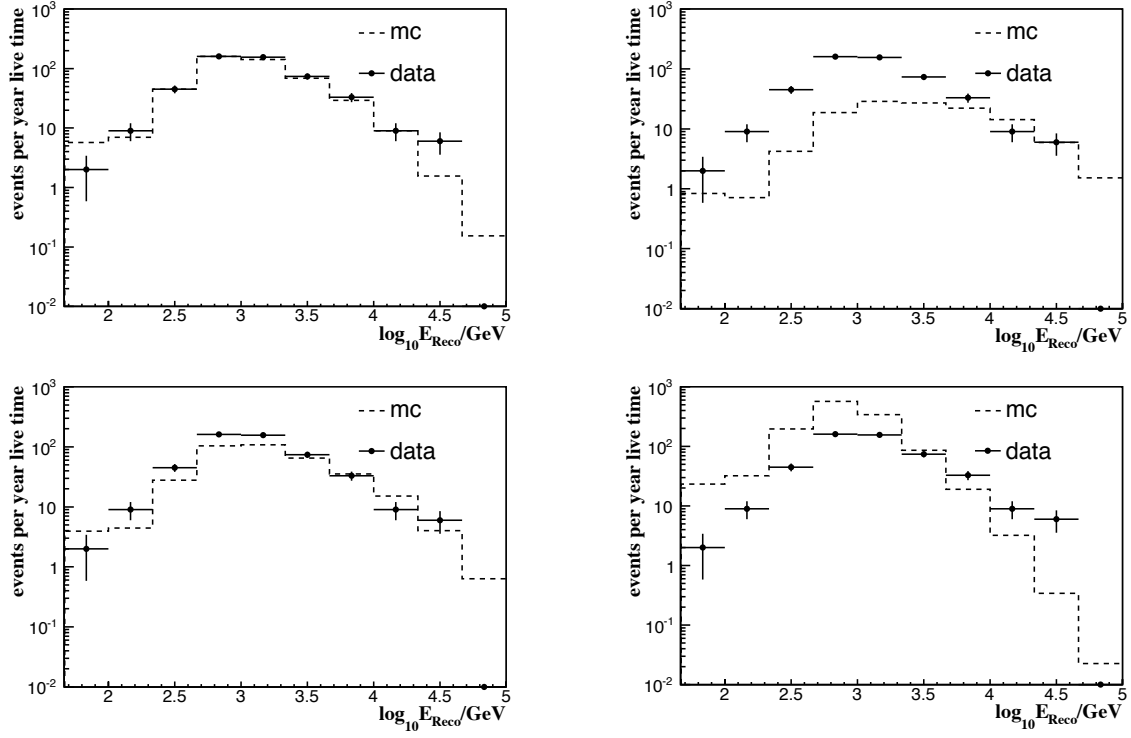 events per year live time
10³
10²
10
1
10⁻¹
10⁻²
mc
data
2 2.5 3 3.5 4 4.5 5
log₁₀E_Reco/GeV
events per year live time
10³
10²
10
1
10⁻¹
10⁻²
mc
data
2 2.5 3 3.5 4 4.5 5
log₁₀E_Reco/GeV
events per year live time
10³
10²
10
1
10⁻¹
10⁻²
mc
data
2 2.5 3 3.5 4 4.5 5
log₁₀E_Reco/GeV
events per year live time
10³
10²
10
1
10⁻¹
10⁻²
mc
data
2 2.5 3 3.5 4 4.5 5
log₁₀E_Reco/GeV